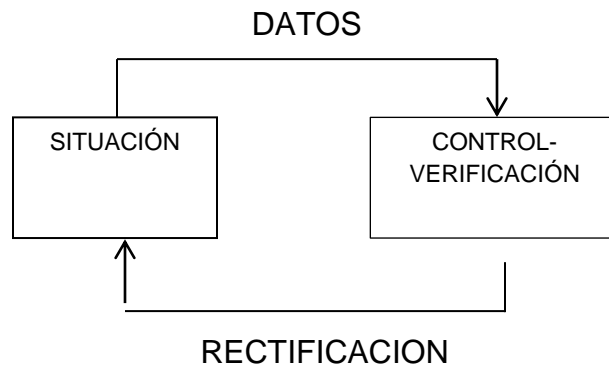 DATOS
SITUACIÓN
CONTROL-
VERIFICACIÓN
RECTIFICACION